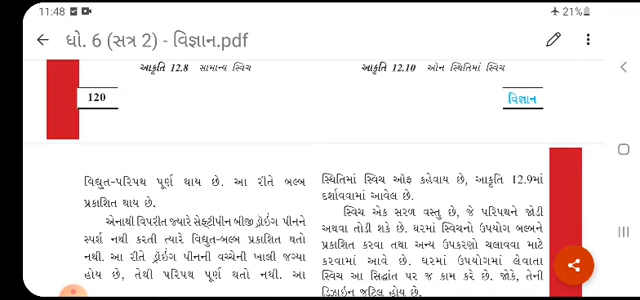 11:48
21%
ધો. 6 (સત્ર 2) - વિજ્ઞાન.pdf
આકૃતિ 12.8 સામાન્ય સ્વિચ
આકૃતિ 12.10 ઓન સ્થિતિમાં સ્વિચ
120
વિજ્ઞાન
વિદ્યુત-પરિપથ પૂર્ણ થાય છે. આ રીતે બલ્બ
પ્રકાશિત થાય છે.
એનાથી વિપરીત જ્યારે સેફ્ટીપીન બીજી ડ્રોઇંગ પીનને
સ્પર્શ નથી કરતી ત્યારે વિદ્યુત-બલ્બ પ્રકાશિત થતો
નથી. આ રીતે ડ્રોઇંગ પીનની વચ્ચેની ખાલી જગ્યા
હોય છે, તેથી પરિપથ પૂર્ણ થતો નથી. આ
સ્થિતિમાં સ્વિચ ઑફ કહેવાય છે, આકૃતિ 12.9માં
દર્શાવવામાં આવેલ છે.
સ્વિચ એક સરળ વસ્તુ છે, જે પરિપથને જોડી
અથવા તોડી શકે છે. ઘરમાં સ્વિચનો ઉપયોગ બલ્બને
પ્રકાશિત કરવા તથા અન્ય ઉપકરણો ચલાવવા માટે
કરવામાં આવે છે. ઘરમાં ઉપયોગમાં લેવાતા
સ્વિચ આ સિદ્ધાંત પર જ કામ કરે છે. જોકે, તેની
ડિઝાઇન જટિલ હોય છે.